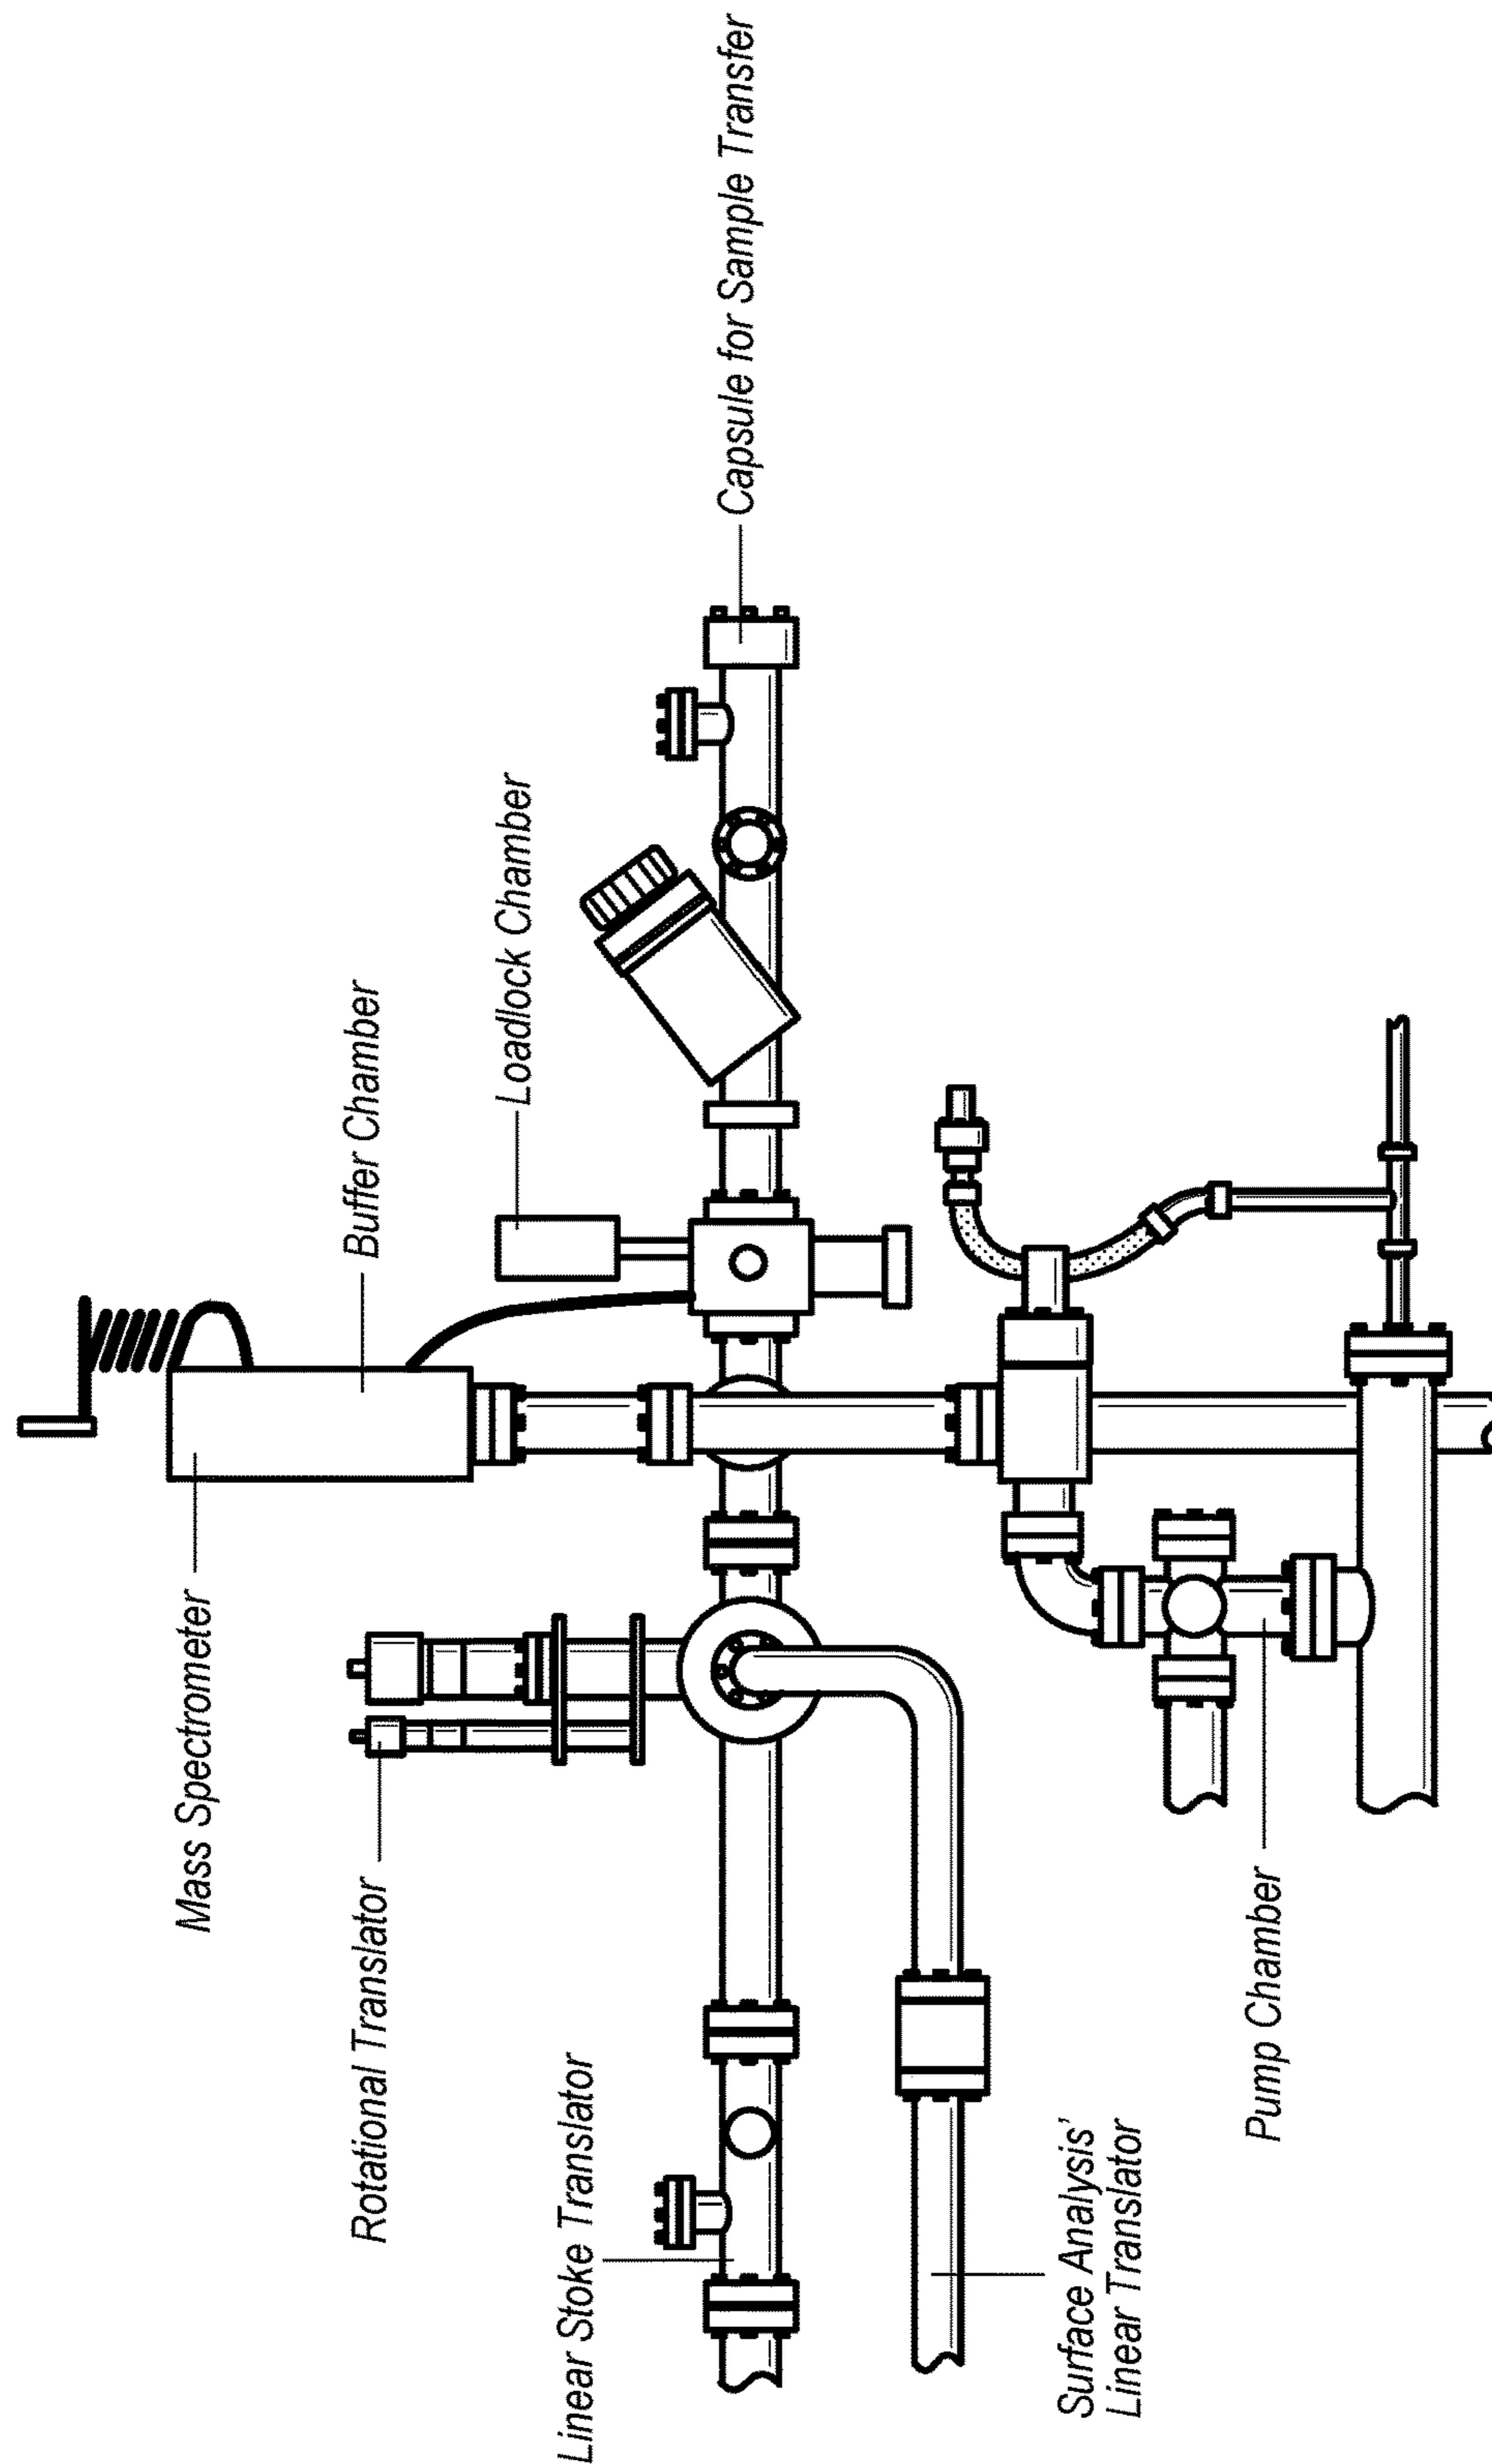 Mass Spectrometer
Buffer Chamber
Rotational Translator
Loadlock Chamber
Linear Stoke Translator
Capsule for Sample Transfer
Surface Analysis'
Linear Translator
Pump Chamber